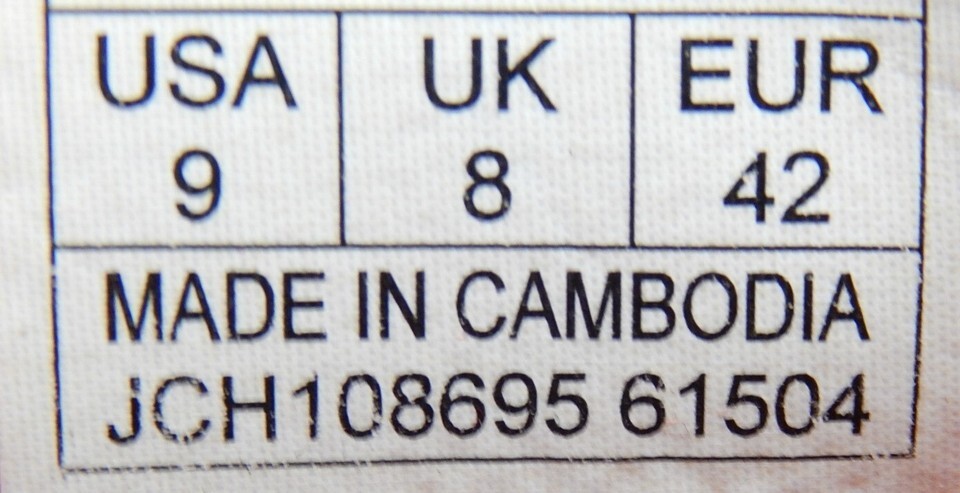 USA UK EUR
9 8 42
MADE IN CAMBODIA
jCH108695 61504